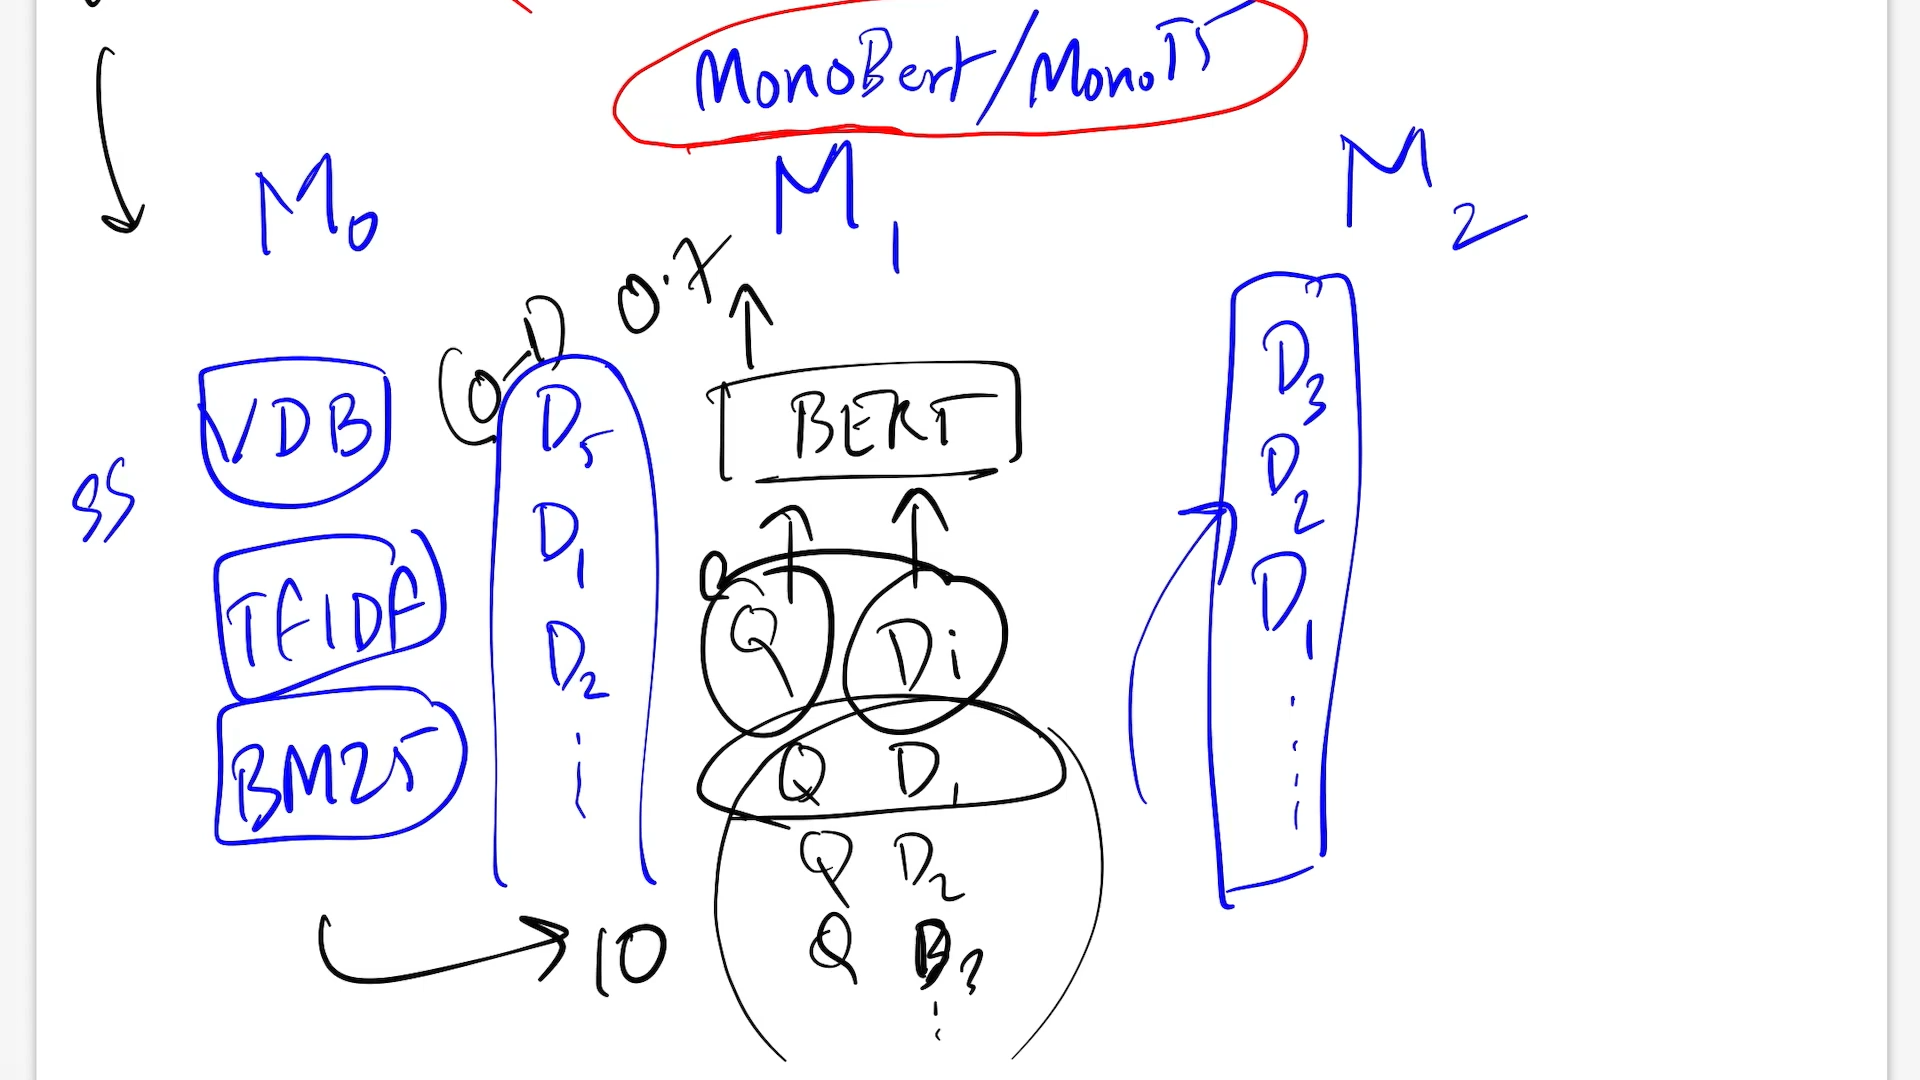 MonoBert/MonoT5
M0
M1
M2
0.7
D
VDB
TFIDF
BM25
D5
D1
D2
BERT
Q Di
Q D1
Q D2
Q D3
10
D3
D2
D1